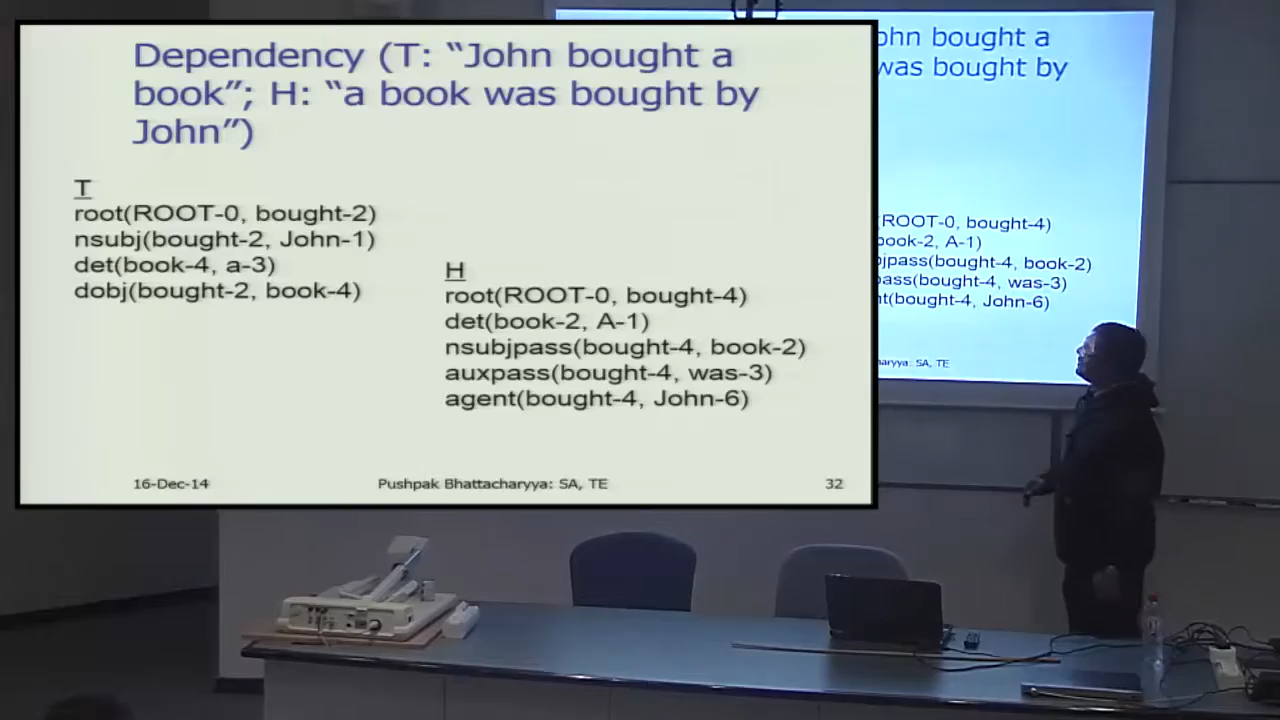 Dependency (T: “John bought a
book”; H: “a book was bought by
John”)
T
root(ROOT-0, bought-2)
nsubj(bought-2, John-1)
det(book-4, a-3)
dobj(bought-2, book-4)
H
root(ROOT-0, bought-4)
det(book-2, A-1)
nsubjpass(bought-4, book-2)
auxpass(bought-4, was-3)
agent(bought-4, John-6)
16-Dec-14
Pushpak Bhattacharyya: SA, TE
32
ohn bought a
was bought by
(ROOT-0, bought-4)
book-2, A-1)
jpass(bought-4, book-2)
pass(bought-4, was-3)
nt(bought-4, John-6)
aryya: SA, TE